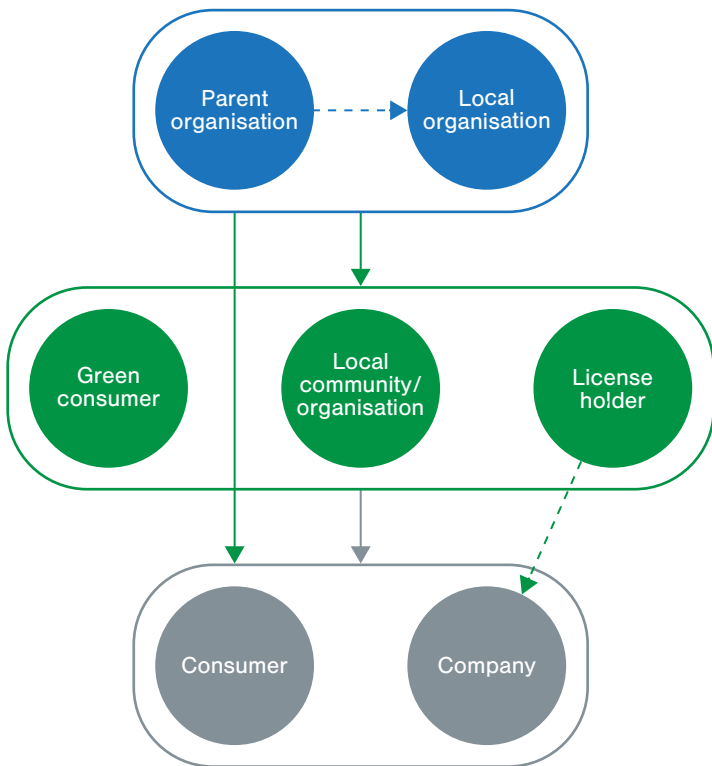 Parent
organisation
Local
organisation
Green
consumer
Local
community/
organisation
License
holder
Consumer
Company